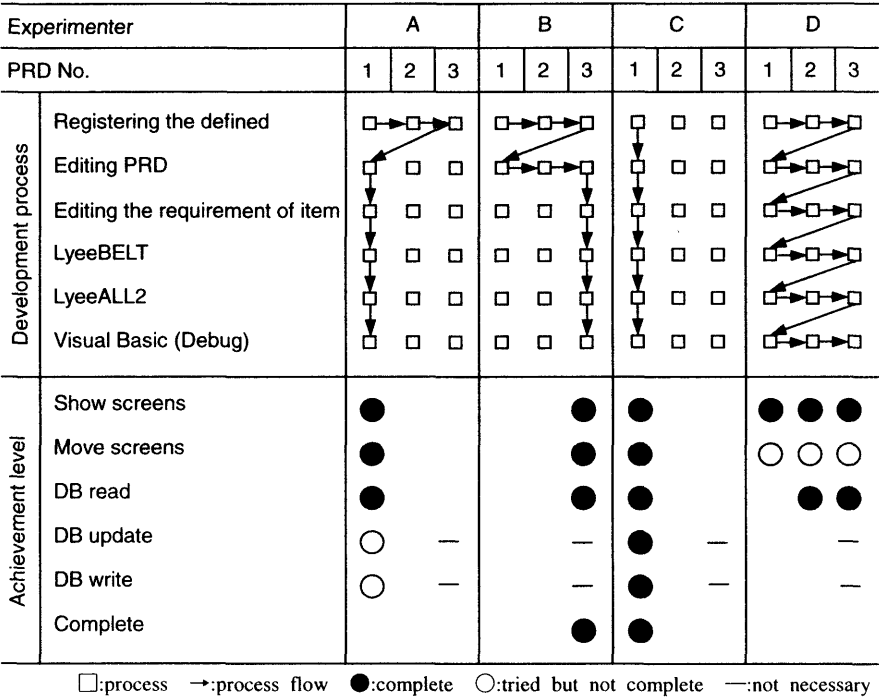 Experimenter A B C D
PRD No. 1 2 3 1 2 3 1 2 3 1 2 3
Development process
Registering the defined
Editing PRD
Editing the requirement of item
LyeeBELT
LyeeALL2
Visual Basic (Debug)
Achievement level
Show screens
Move screens
DB read
DB update
DB write
Complete
□:process →:process flow ●:complete ○:tried but not complete —:not necessary